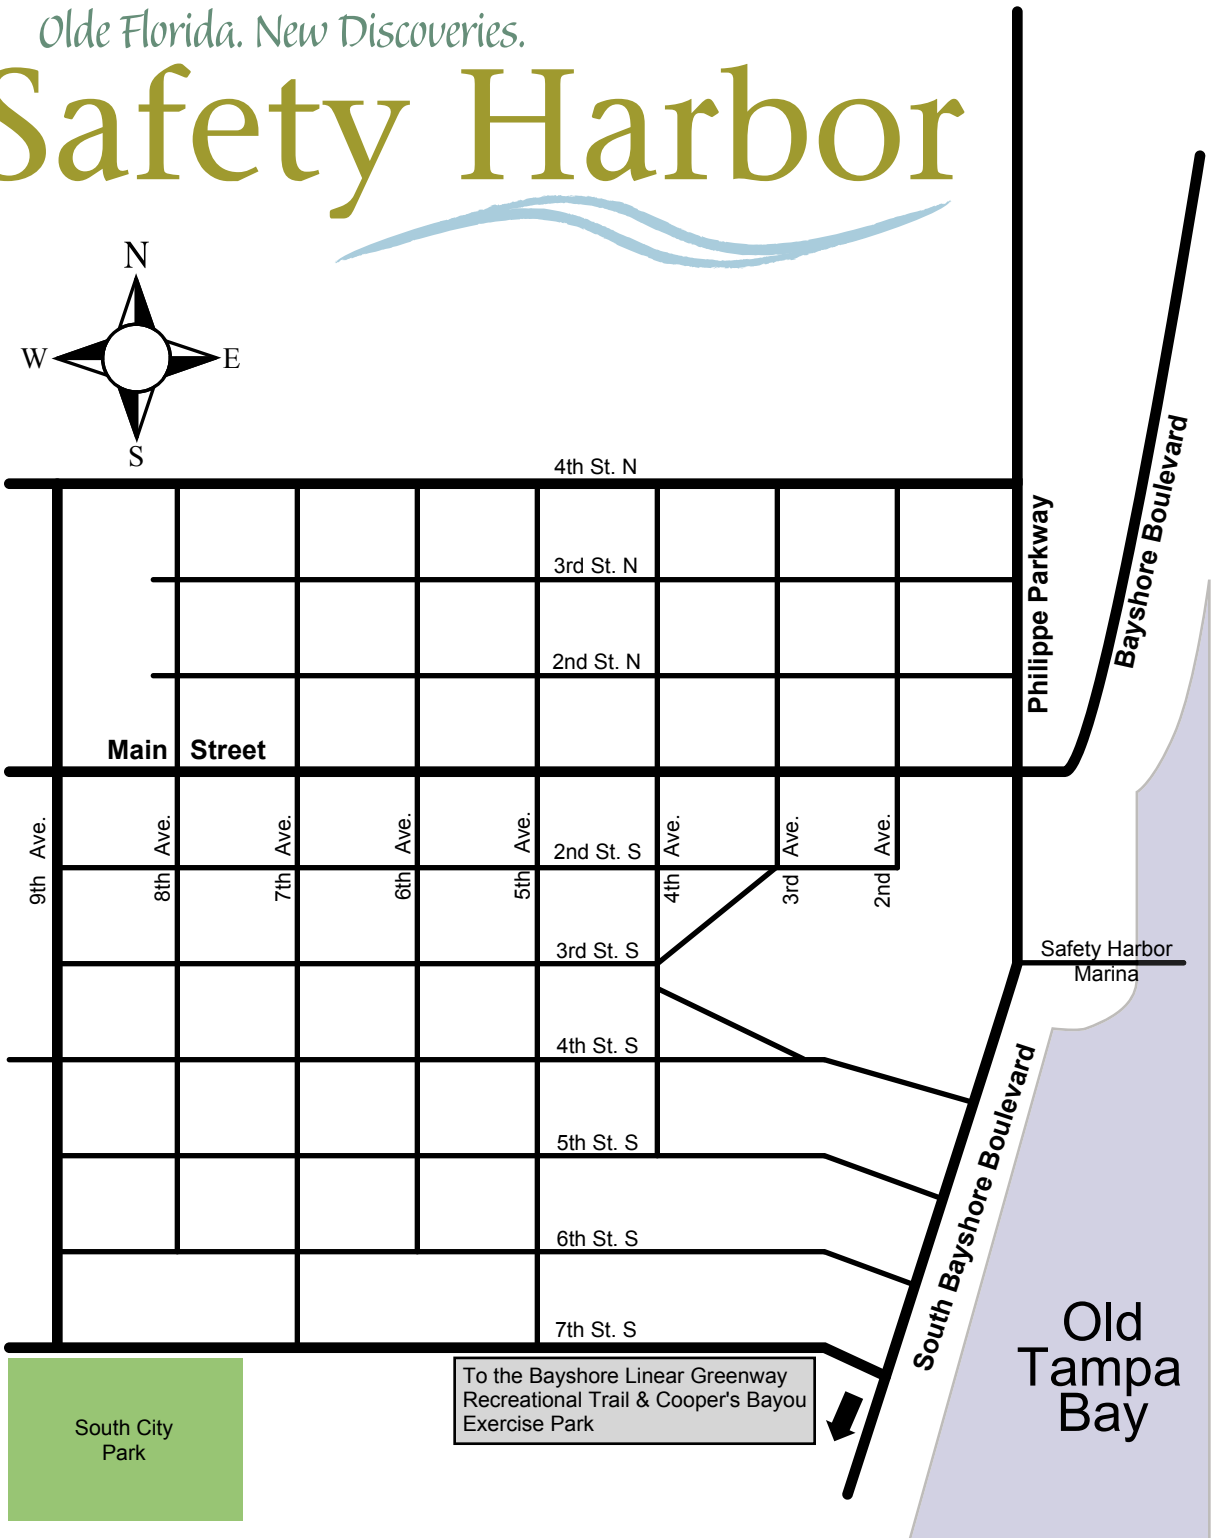 Olde Florida. New Discoveries.
Safety Harbor
N
W
E
S
4th St. N
3rd St. N
2nd St. N
Main Street
Philippe Parkway
Bayshore Boulevard
9th Ave.
8th Ave.
7th Ave.
6th Ave.
5th Ave.
4th Ave.
3rd Ave.
2nd Ave.
2nd St. S
3rd St. S
Safety Harbor
Marina
4th St. S
5th St. S
6th St. S
7th St. S
South Bayshore Boulevard
Old
Tampa
Bay
To the Bayshore Linear Greenway
Recreational Trail & Cooper's Bayou
Exercise Park
South City
Park